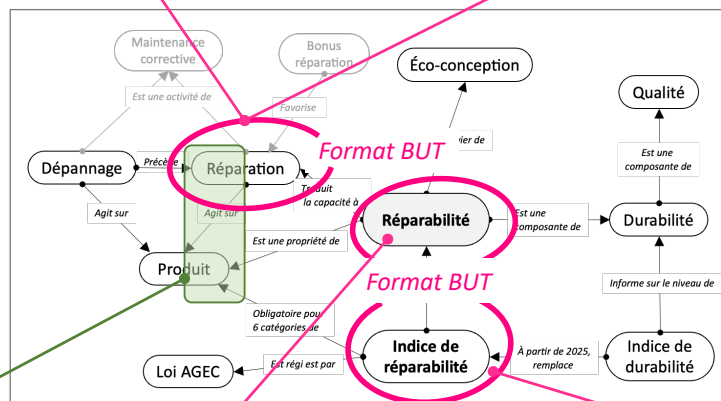 Maintenance
corrective
Bonus
réparation
Éco-conception
Qualité
Est une activité de
Favorise
Format BUT
Est une
composante de
Dépannage
Précède
Réparation
Traduit
la capacité à
Agit sur
Agit sur
Réparabilité
Est une
composante de
Durabilité
Est une propriété de
Produit
Format BUT
Informe sur le niveau de
Obligatoire pour
6 catégories de
Indice de
réparabilité
À partir de 2025,
remplace
Indice de
durabilité
Loi AGEC
Est régi est par